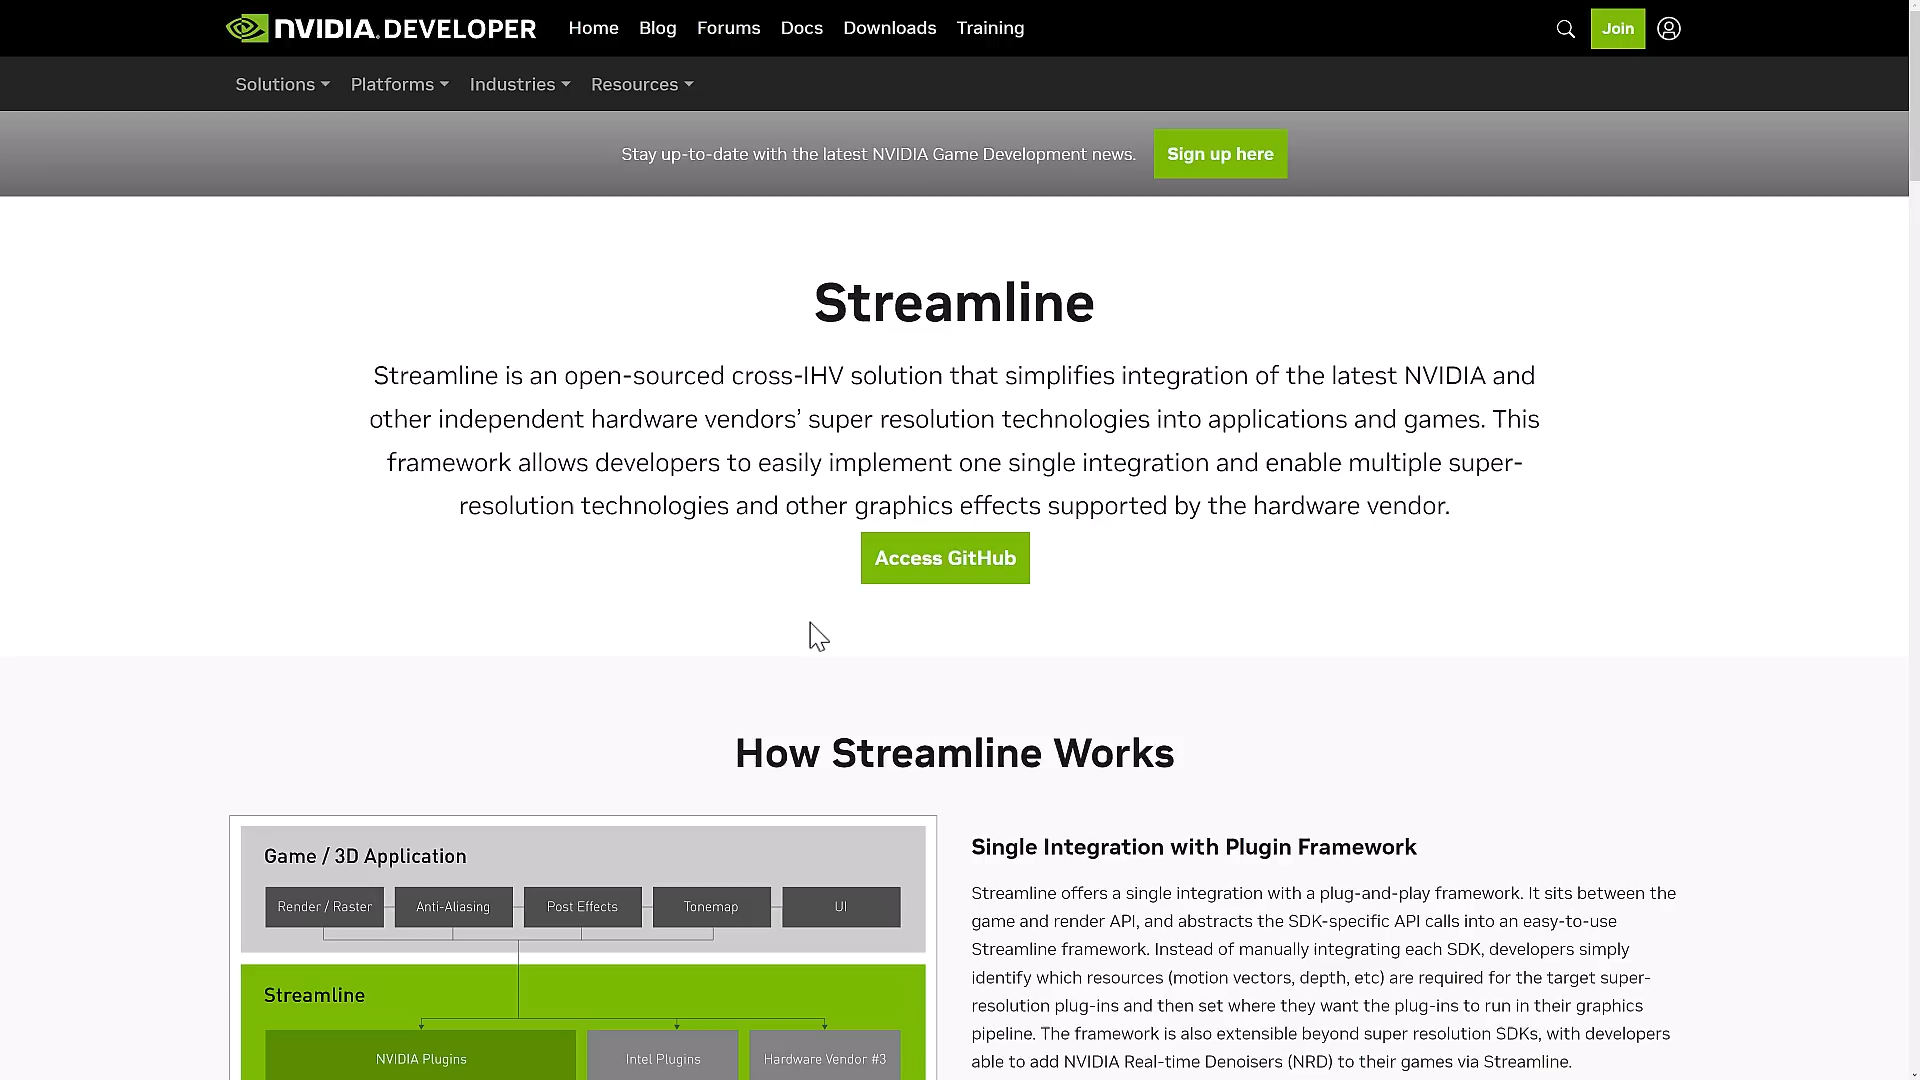 NVIDIA. DEVELOPER Home Blog Forums Docs Downloads Training Join
Solutions Platforms Industries Resources
Stay up-to-date with the latest NVIDIA Game Development news. Sign up here
Streamline
Streamline is an open-sourced cross-IHV solution that simplifies integration of the latest NVIDIA and
other independent hardware vendors’ super resolution technologies into applications and games. This
framework allows developers to easily implement one single integration and enable multiple super-
resolution technologies and other graphics effects supported by the hardware vendor.
Access GitHub
How Streamline Works
Game / 3D Application
Render / Raster Anti-Aliasing Post Effects Tonemap UI
Streamline
NVIDIA Plugins Intel Plugins Hardware Vendor #3
Single Integration with Plugin Framework
Streamline offers a single integration with a plug-and-play framework. It sits between the
game and render API, and abstracts the SDK-specific API calls into an easy-to-use
Streamline framework. Instead of manually integrating each SDK, developers simply
identify which resources (motion vectors, depth, etc) are required for the target super-
resolution plug-ins and then set where they want the plug-ins to run in their graphics
pipeline. The framework is also extensible beyond super resolution SDKs, with developers
able to add NVIDIA Real-time Denoisers (NRD) to their games via Streamline.